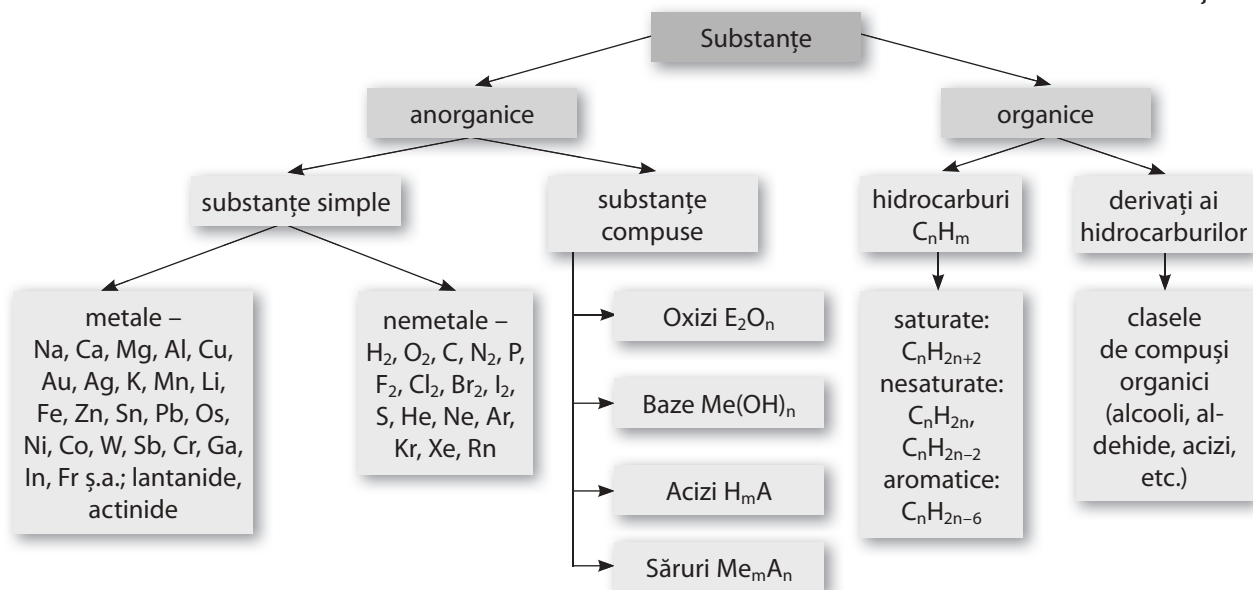 Substanțe
anorganice
organice
substanțe simple
substanțe
compuse
hidrocarburi
CₙHₘ
derivați ai
hidrocarburilor
metale –
Na, Ca, Mg, Al, Cu,
Au, Ag, K, Mn, Li,
Fe, Zn, Sn, Pb, Os,
Ni, Co, W, Sb, Cr, Ga,
In, Fr ș.a.; lantanide,
actinide
nemetale –
H₂, O₂, C, N₂, P,
F₂, Cl₂, Br₂, I₂,
S, He, Ne, Ar,
Kr, Xe, Rn
Oxizi E₂Oₙ
Baze Me(OH)ₙ
Acizi HₘA
Săruri MeₘAₙ
saturate:
CₙH₂ₙ₊₂
nesaturate:
CₙH₂ₙ,
CₙH₂ₙ₋₂
aromatice:
CₙH₂ₙ₋₆
clasele
de compuși
organici
(alcooli, al-
dehide, acizi,
etc.)